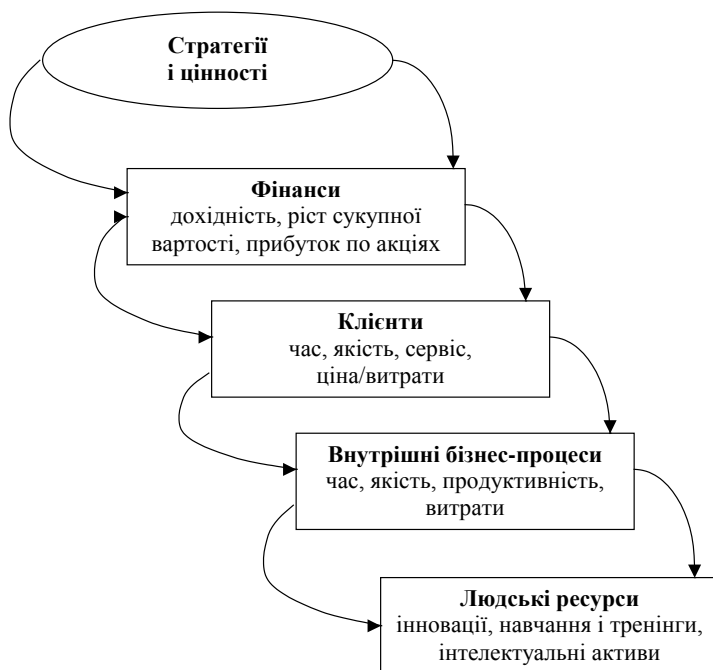 Стратегії
і цінності
Фінанси
дохідність, ріст сукупної
вартості, прибуток по акціях
Клієнти
час, якість, сервіс,
ціна/витрати
Внутрішні бізнес-процеси
час, якість, продуктивність,
витрати
Людські ресурси
інновації, навчання і тренінги,
інтелектуальні активи